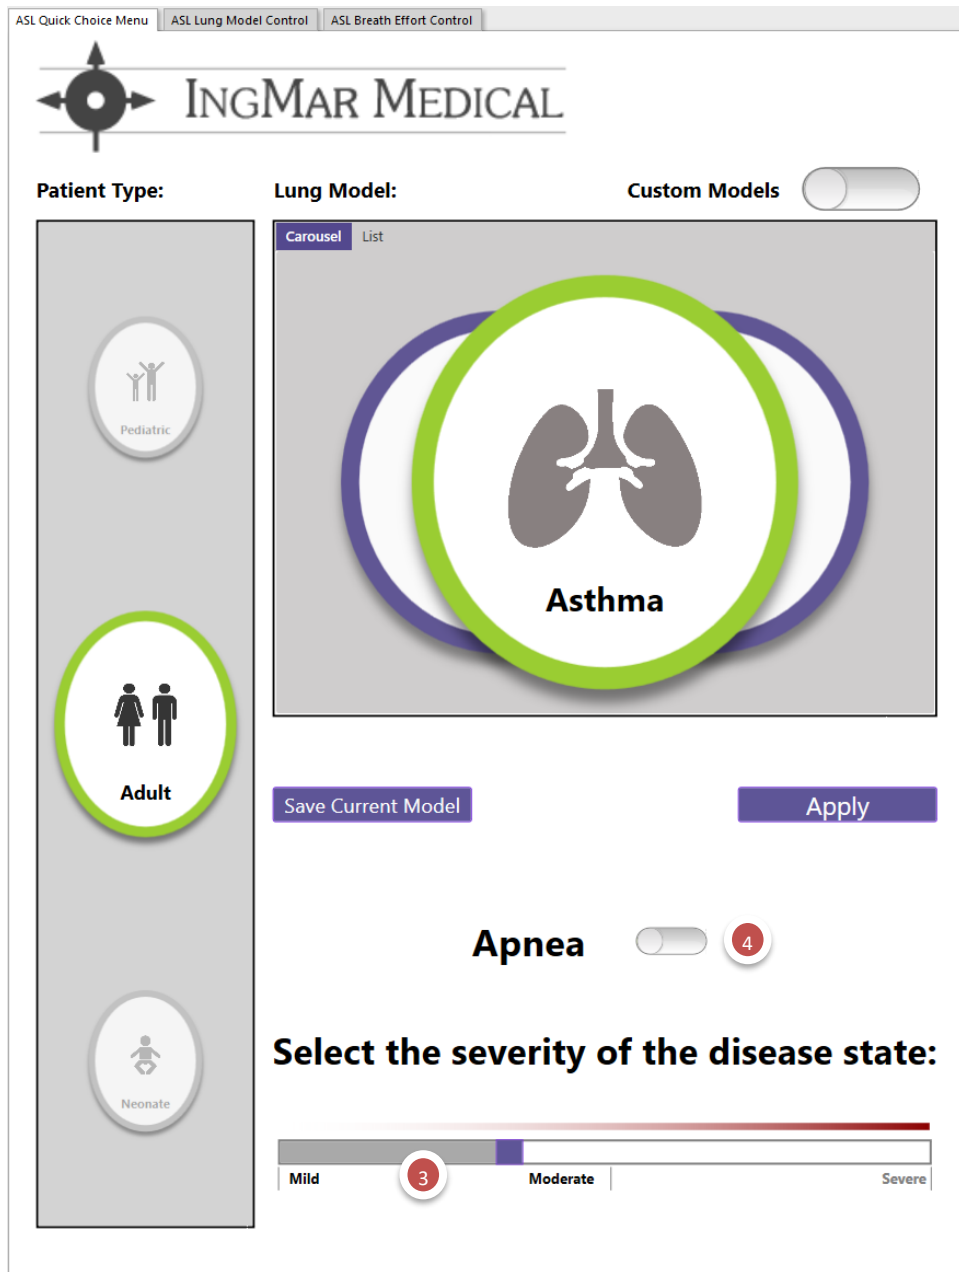 ASL Quick Choice Menu ASL Lung Model Control ASL Breath Effort Control
INGMAR MEDICAL
Patient Type: Lung Model: Custom Models
Carousel List
Pediatric
Asthma
Adult
Save Current Model Apply
Apnea 4
Select the severity of the disease state:
Neonate
Mild 3 Moderate Severe